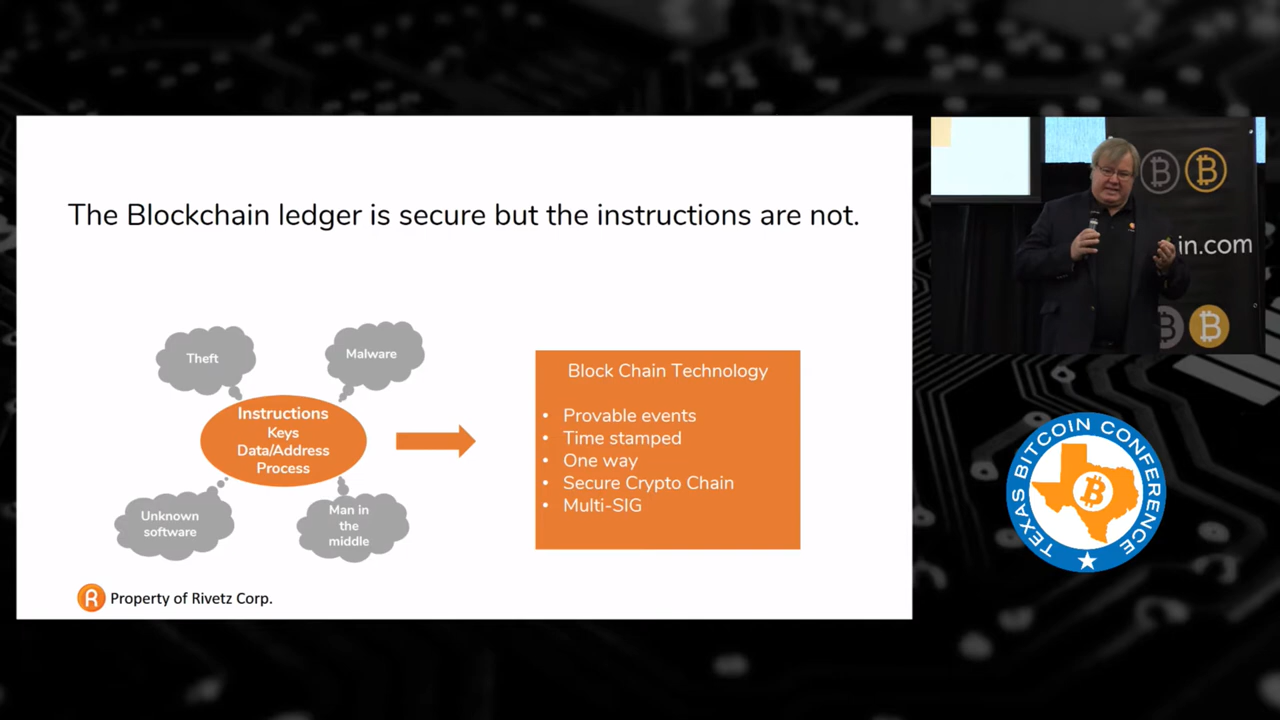 The Blockchain ledger is secure but the instructions are not.
Theft
Malware
Instructions
Keys
Data/Address
Process
Unknown
software
Man in
the
middle
Block Chain Technology
• Provable events
• Time stamped
• One way
• Secure Crypto Chain
• Multi-SIG
R Property of Rivetz Corp.
in.com
TEXAS BITCOIN CONFERENCE